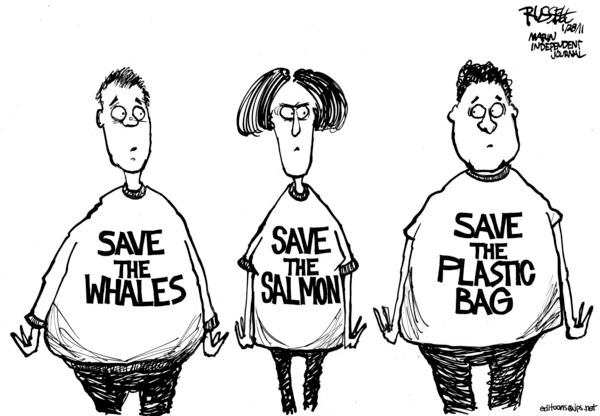 RUSSELL
1/28/11
MARIN
INDEPENDENT
JOURNAL
SAVE
THE
WHALES
SAVE
THE
SALMON
SAVE
THE
PLASTIC
BAG
editoons@ips.net